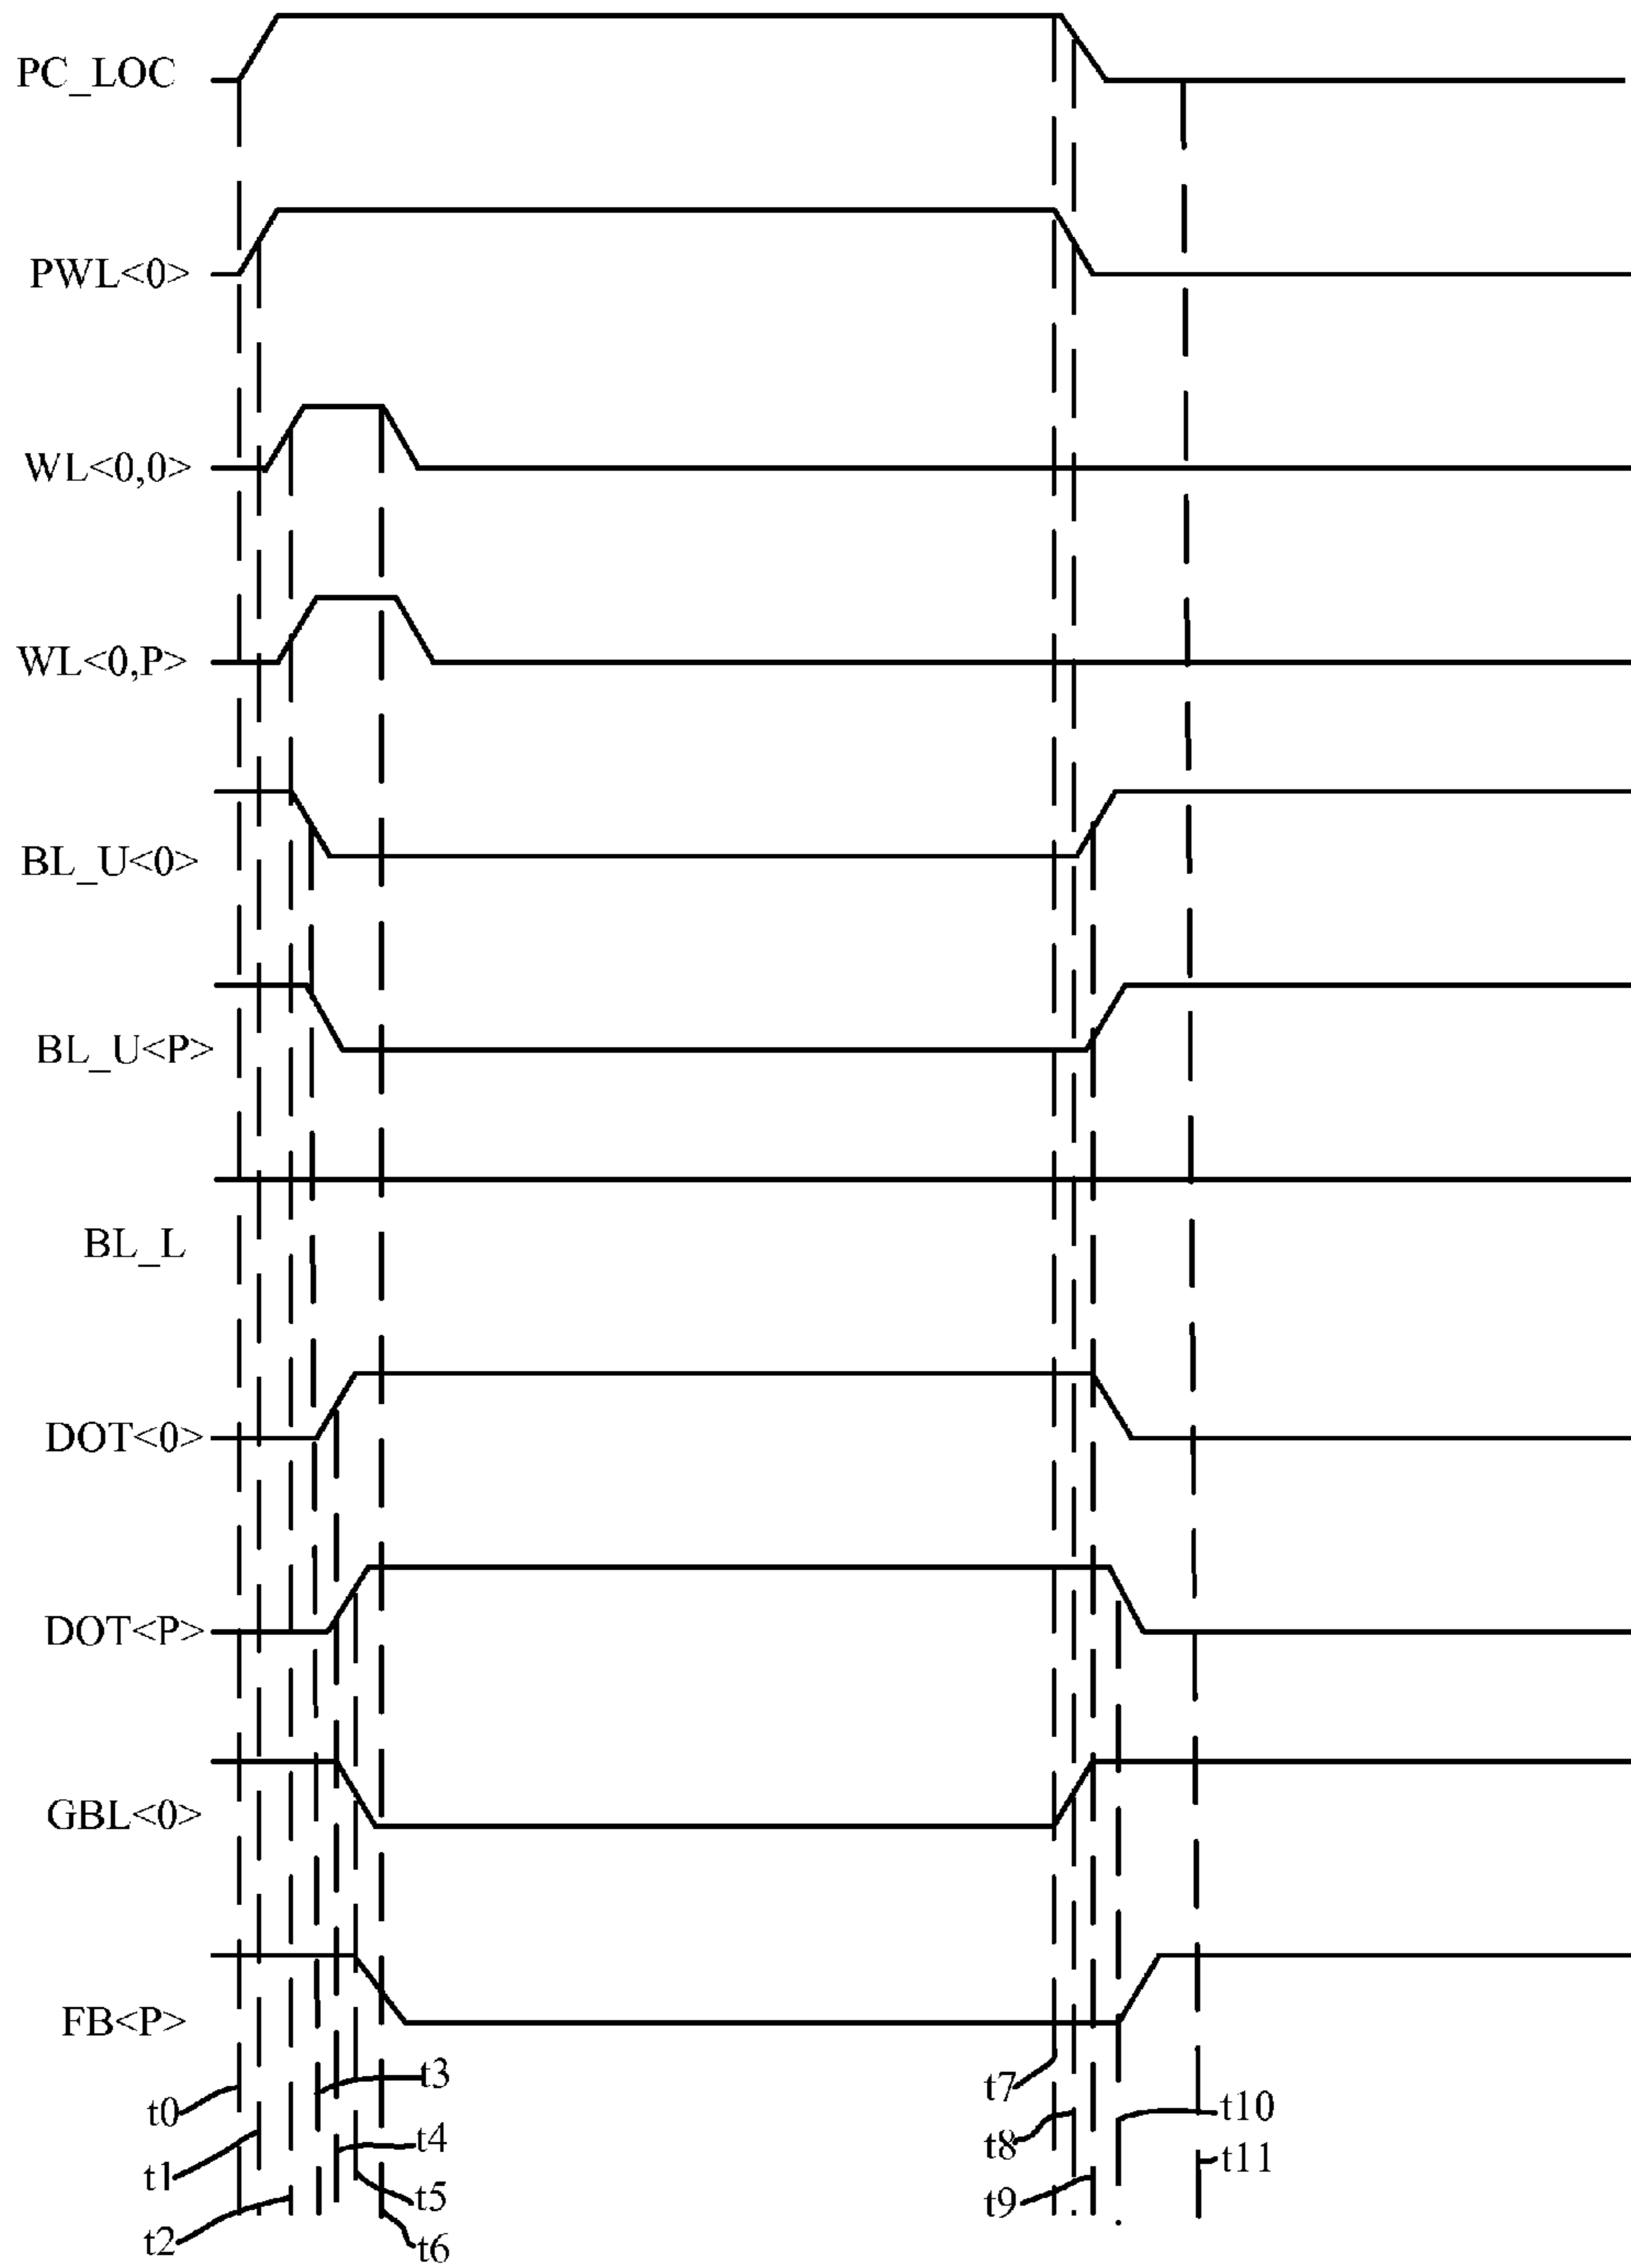 PC_LOC
PWL<0>
WL<0,0>
WL<0,P>
BL_U<0>
BL_U<P>
BL_L
DOT<0>
DOT<P>
GBL<0>
FB<P>
t0
t1
t2
t3
t4
t5
t6
t7
t8
t9
t10
t11